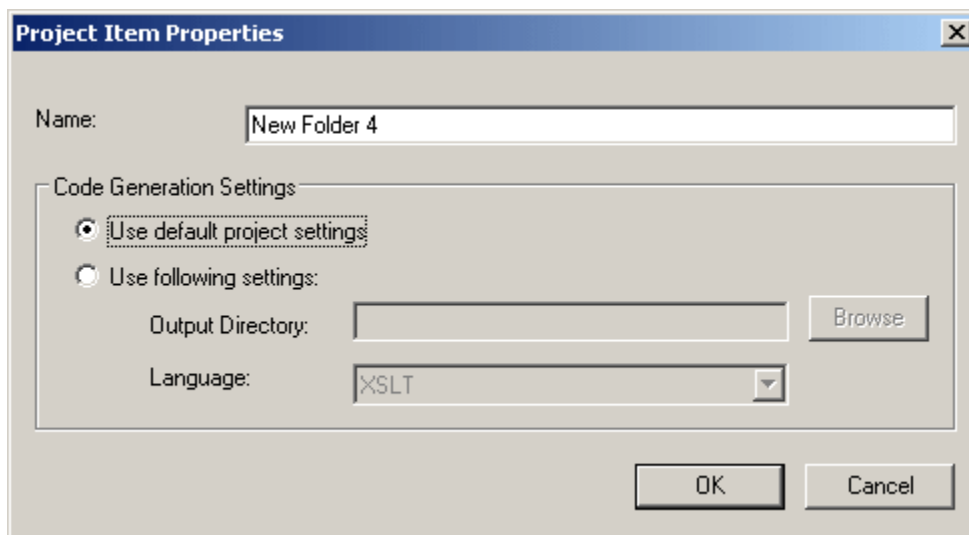 Project Item Properties
Name: New Folder 4
Code Generation Settings
Use default project settings
Use following settings:
Output Directory: Browse
Language: XSLT
OK Cancel